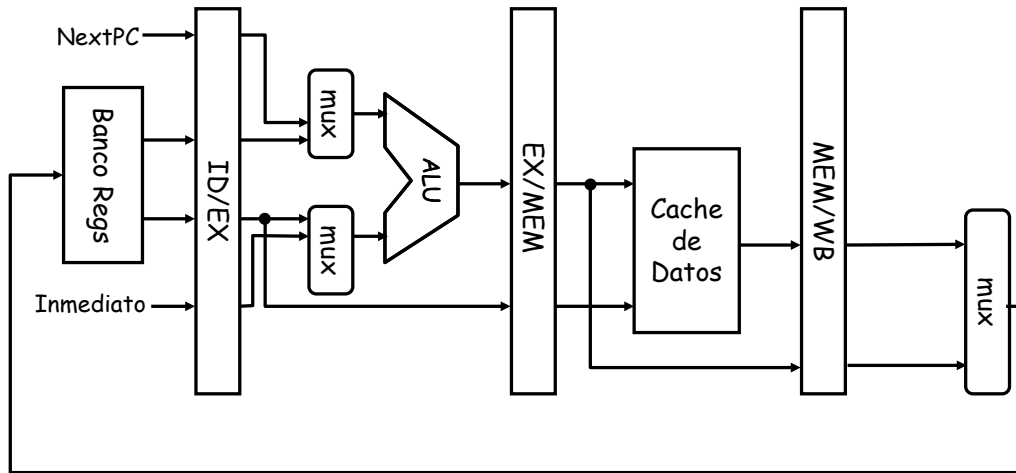 NextPC
Banco Regs
Inmediato
ID/EX
mux
mux
ALU
EX/MEM
Cache
de
Datos
MEM/WB
mux